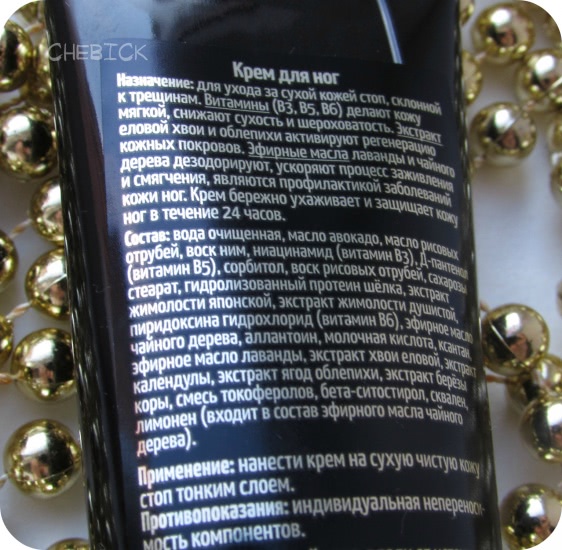 CHEBICK
Крем для ног
Назначение: для ухода за сухой кожей стоп, склонной
к трещинам. Витамины (В3, В5, В6) делают кожу
мягкой, снижают сухость и шероховатость. Экстракт
еловой хвои и облепихи активируют регенерацию
кожных покровов. Эфирные масла лаванды и чайного
дерева дезодорируют, ускоряют процесс заживления
и смягчения, являются профилактикой заболеваний
кожи ног. Крем бережно ухаживает и защищает кожу
ног в течение 24 часов.
Состав: вода очищенная, масло авокадо, масло рисовых
отрубей, воск ним, ниацинамид (витамин В3), Д-пантенол
(витамин В5), сорбитол, воск рисовых отрубей, сахарозы
стеарат, гидролизованный протеин шёлка, экстракт
жимолости японской, экстракт жимолости душистой,
пиридоксина гидрохлорид (витамин В6), эфирное масло
чайного дерева, аллантоин, молочная кислота, ксантан,
эфирное масло лаванды, экстракт хвои еловой, экстракт
календулы, экстракт ягод облепихи, экстракт берёзы
коры, смесь токоферолов, бета-ситостирол, сквален,
лимонен (входит в состав эфирного масла чайного
дерева).
Применение: нанести крем на сухую чистую кожу
стоп тонким слоем.
Противопоказания: индивидуальная неперенос-
мость компонентов.